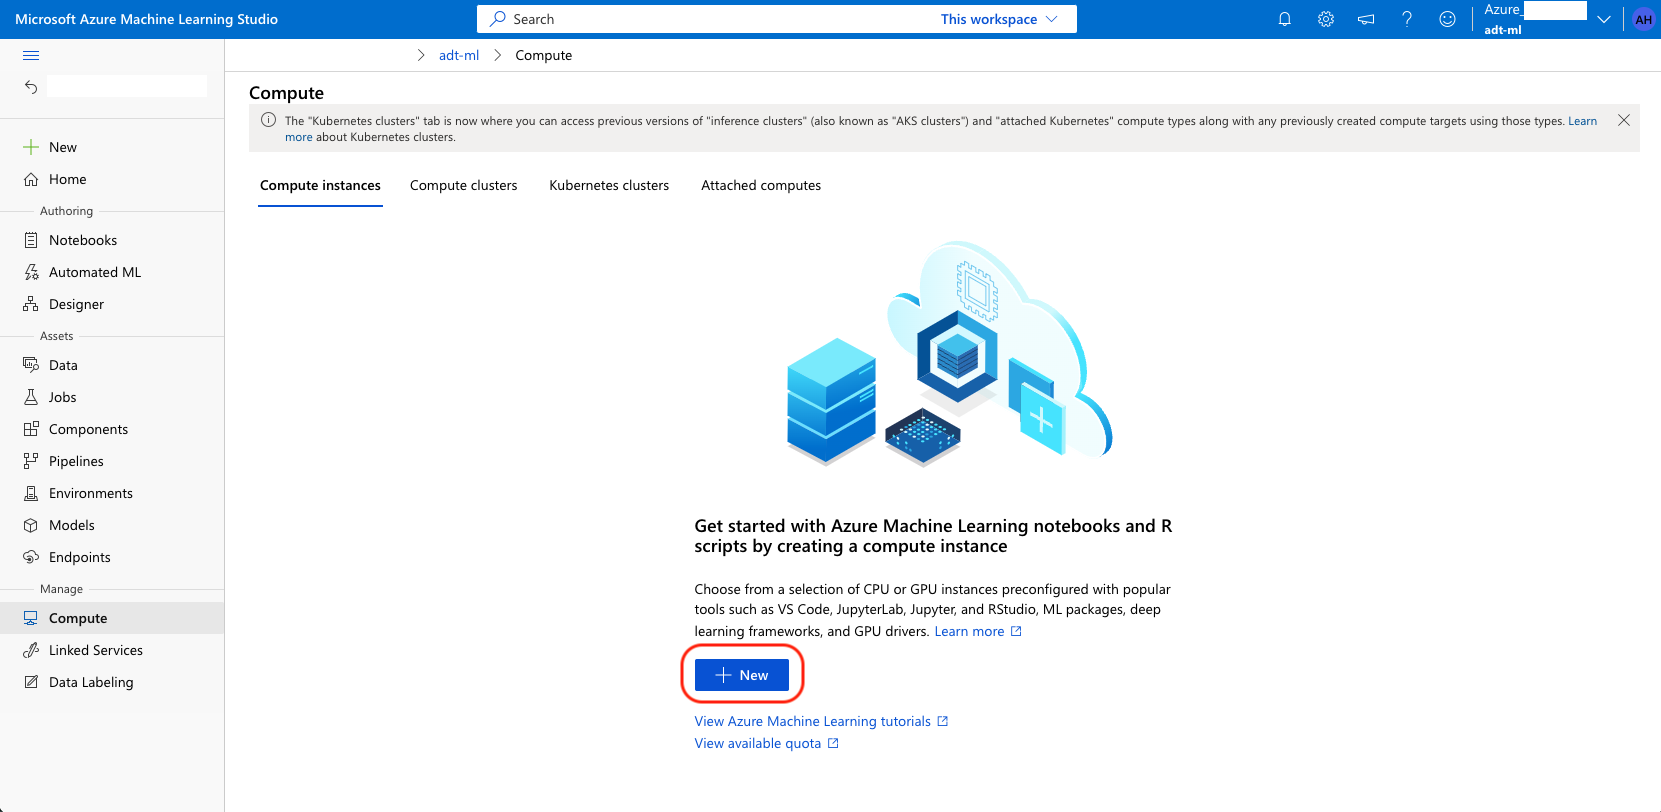 Microsoft Azure Machine Learning Studio
Search
This workspace
Azure_
adt-ml
AH
adt-ml
Compute
New
Home
Authoring
Notebooks
Automated ML
Designer
Assets
Data
Jobs
Components
Pipelines
Environments
Models
Endpoints
Manage
Compute
Linked Services
Data Labeling
Compute
The "Kubernetes clusters" tab is now where you can access previous versions of "inference clusters" (also known as "AKS clusters") and "attached Kubernetes" compute types along with any previously created compute targets using those types. Learn
more about Kubernetes clusters.
Compute instances
Compute clusters
Kubernetes clusters
Attached computes
Get started with Azure Machine Learning notebooks and R
scripts by creating a compute instance
Choose from a selection of CPU or GPU instances preconfigured with popular
tools such as VS Code, JupyterLab, Jupyter, and RStudio, ML packages, deep
learning frameworks, and GPU drivers. Learn more
New
View Azure Machine Learning tutorials
View available quota